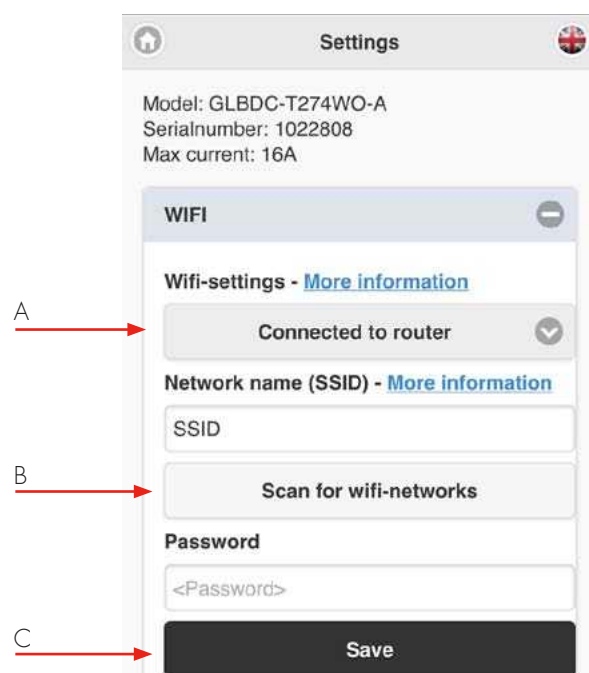 Settings
Model: GLBDC-T274WO-A
Serialnumber: 1022808
Max current: 16A
WIFI
Wifi-settings - More information
A
Connected to router
Network name (SSID) - More information
SSID
B
Scan for wifi-networks
Password
<Password>
C
Save